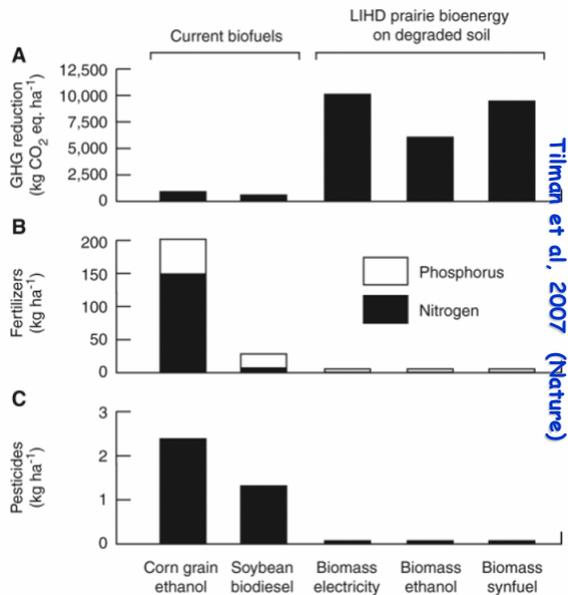 Current biofuels
LIHD prairie bioenergy
on degraded soil
A
GHG reduction
(kg CO2 eq. ha-1)
12,500
10,000
7,500
5,000
2,500
0
B
Fertilizers
(kg ha-1)
200
150
100
50
0
Phosphorus
Nitrogen
C
Pesticides
(kg ha-1)
3
2
1
0
Corn grain
ethanol
Soybean
biodiesel
Biomass
electricity
Biomass
ethanol
Biomass
synfuel
Tilman et al, 2007 (Nature)